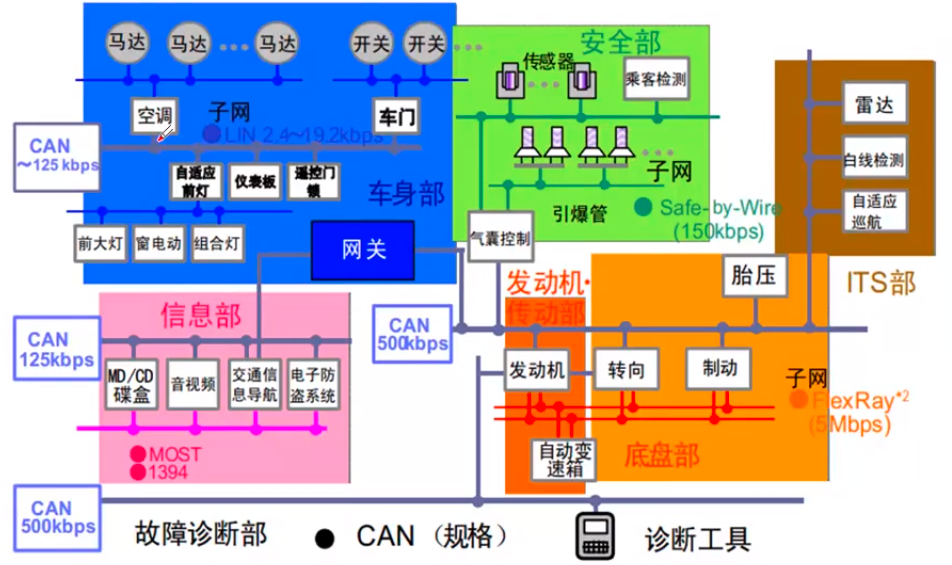 马达
马达
马达
开关
开关
安全部
传感器
乘客检测
空调
子网
LIN 2.4～19.2kbps
车门
CAN
～125 kbps
自适应
前灯
仪表板
遥控门
锁
车身部
子网
引爆管
Safe-by-Wire
(150kbps)
雷达
白线检测
自适应
巡航
ITS部
前大灯
窗电动
组合灯
网关
气囊控制
发动机·
传动部
胎压
信息部
CAN
125kbps
CAN
500kbps
MD/CD
碟盒
音视频
交通信
息导航
电子防
盗系统
发动机
转向
制动
子网
FlexRay*2
(5Mbps)
MOST
1394
自动变
速箱
底盘部
CAN
500kbps
故障诊断部
CAN（规格）
诊断工具